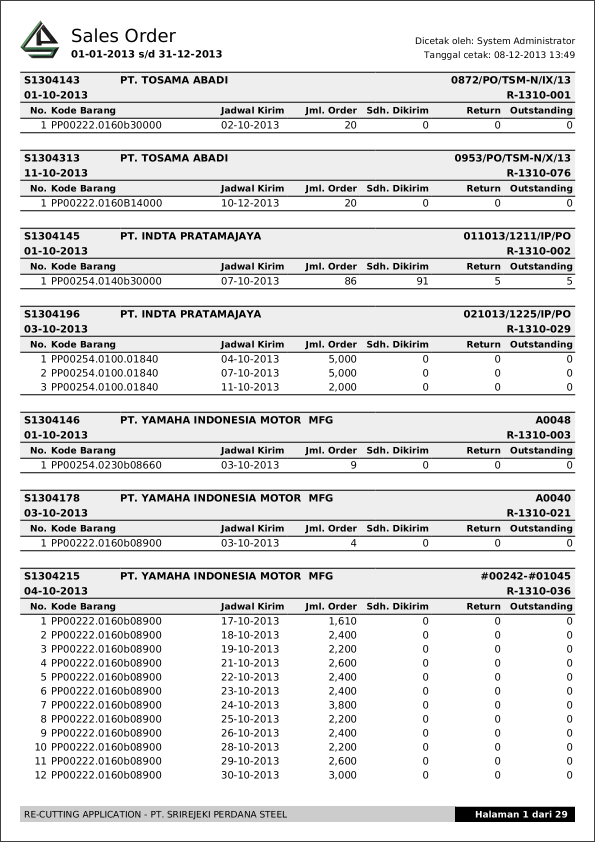 Sales Order
01-01-2013 s/d 31-12-2013
Dicetak oleh: System Administrator
Tanggal cetak: 08-12-2013 13:49
S1304143 PT. TOSAMA ABADI 0872/PO/TSM-N/IX/13
01-10-2013 R-1310-001
No. Kode Barang Jadwal Kirim Jml. Order Sdh. Dikirim Return Outstanding
1 PP00222.0160b30000 02-10-2013 20 0 0 0
S1304313 PT. TOSAMA ABADI 0953/PO/TSM-N/X/13
11-10-2013 R-1310-076
No. Kode Barang Jadwal Kirim Jml. Order Sdh. Dikirim Return Outstanding
1 PP00222.0160B14000 10-12-2013 20 0 0 0
S1304145 PT. INDTA PRATAMAJAYA 011013/1211/IP/PO
01-10-2013 R-1310-002
No. Kode Barang Jadwal Kirim Jml. Order Sdh. Dikirim Return Outstanding
1 PP00254.0140b30000 07-10-2013 86 91 5 5
S1304196 PT. INDTA PRATAMAJAYA 021013/1225/IP/PO
03-10-2013 R-1310-029
No. Kode Barang Jadwal Kirim Jml. Order Sdh. Dikirim Return Outstanding
1 PP00254.0100.01840 04-10-2013 5,000 0 0 0
2 PP00254.0100.01840 07-10-2013 5,000 0 0 0
3 PP00254.0100.01840 11-10-2013 2,000 0 0 0
S1304146 PT. YAMAHA INDONESIA MOTOR MFG A0048
01-10-2013 R-1310-003
No. Kode Barang Jadwal Kirim Jml. Order Sdh. Dikirim Return Outstanding
1 PP00254.0230b08660 03-10-2013 9 0 0 0
S1304178 PT. YAMAHA INDONESIA MOTOR MFG A0040
03-10-2013 R-1310-021
No. Kode Barang Jadwal Kirim Jml. Order Sdh. Dikirim Return Outstanding
1 PP00222.0160b08900 03-10-2013 4 0 0 0
S1304215 PT. YAMAHA INDONESIA MOTOR MFG #00242-#01045
04-10-2013 R-1310-036
No. Kode Barang Jadwal Kirim Jml. Order Sdh. Dikirim Return Outstanding
1 PP00222.0160b08900 17-10-2013 1,610 0 0 0
2 PP00222.0160b08900 18-10-2013 2,400 0 0 0
3 PP00222.0160b08900 19-10-2013 2,200 0 0 0
4 PP00222.0160b08900 21-10-2013 2,600 0 0 0
5 PP00222.0160b08900 22-10-2013 2,400 0 0 0
6 PP00222.0160b08900 23-10-2013 2,400 0 0 0
7 PP00222.0160b08900 24-10-2013 3,800 0 0 0
8 PP00222.0160b08900 25-10-2013 2,200 0 0 0
9 PP00222.0160b08900 26-10-2013 2,400 0 0 0
10 PP00222.0160b08900 28-10-2013 2,200 0 0 0
11 PP00222.0160b08900 29-10-2013 2,600 0 0 0
12 PP00222.0160b08900 30-10-2013 3,000 0 0 0
RE-CUTTING APPLICATION - PT. SRIREJEKI PERDANA STEEL Halaman 1 dari 29